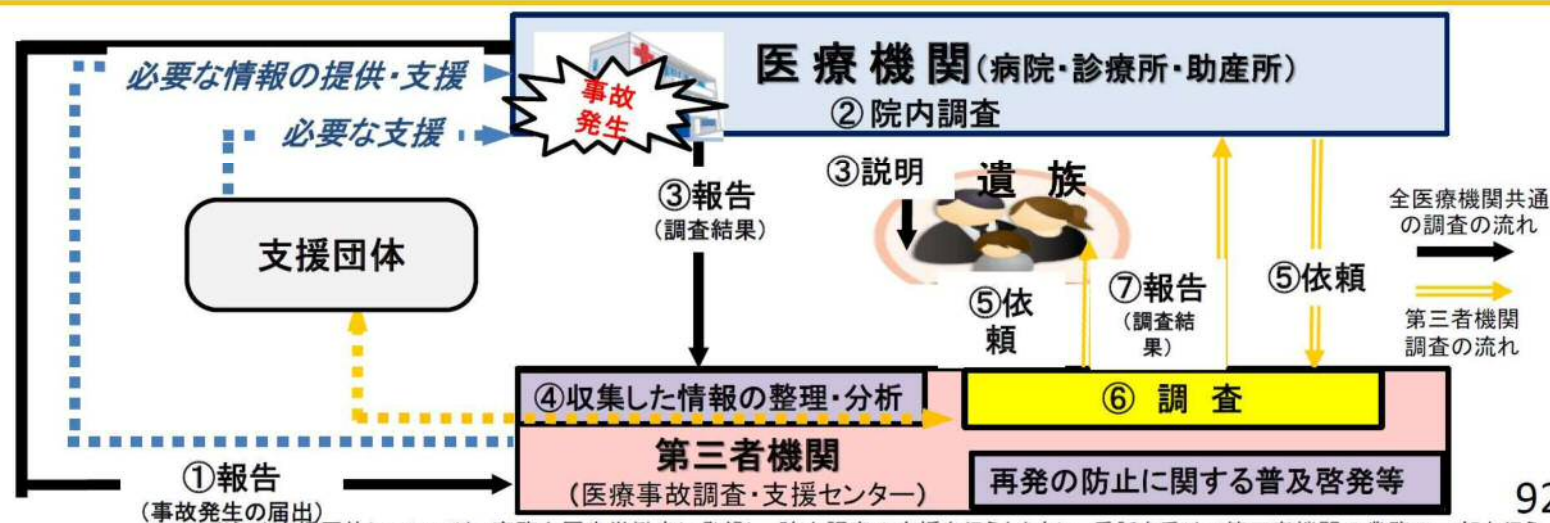 医療機関(病院・診療所・助産所)
②院内調査
必要な情報の提供・支援
必要な支援
事故
発生
③説明
遺族
③報告
(調査結果)
支援団体
全医療機関共通
の調査の流れ
第三者機関
調査の流れ
⑤依
頼
⑦報告
(調査結
果)
⑤依頼
④収集した情報の整理・分析
⑥ 調 査
第三者機関
(医療事故調査・支援センター)
再発の防止に関する普及啓発等
①報告
(事故発生の届出)
92